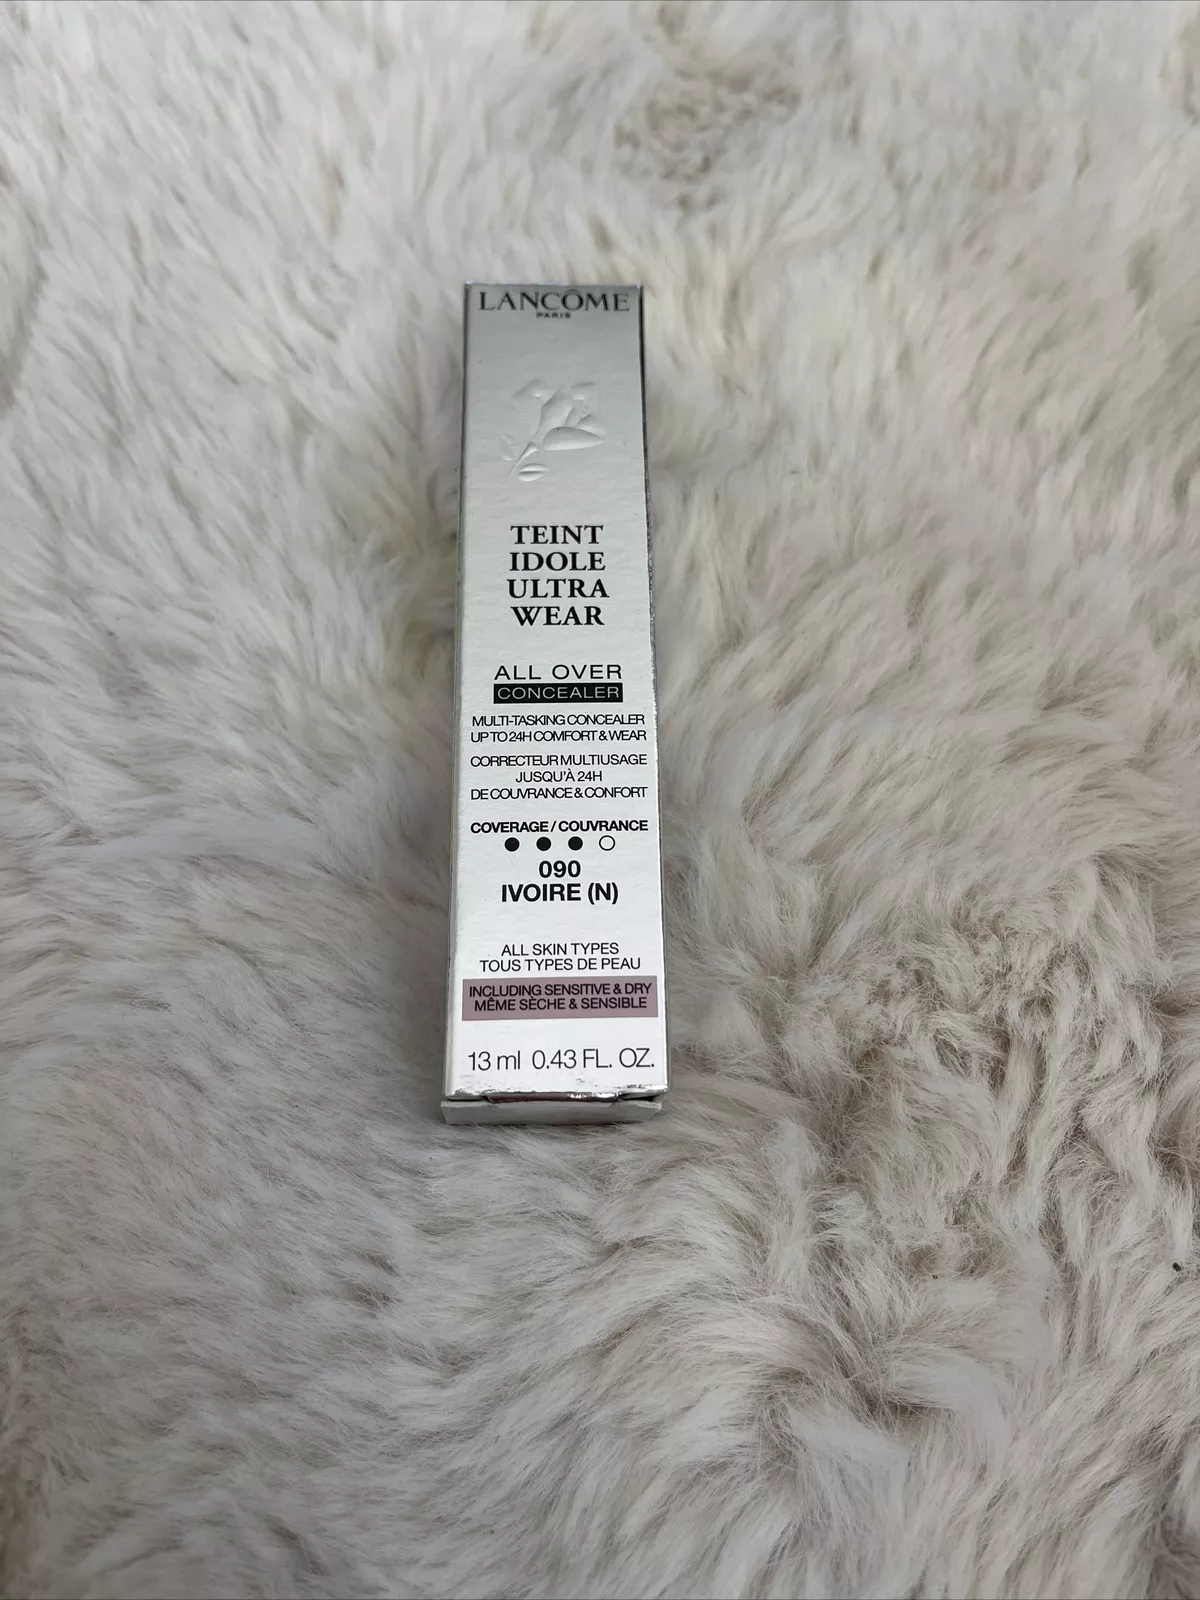 LANCÔME
PARIS
TEINT
IDOLE
ULTRA
WEAR
ALL OVER
CONCEALER
MULTI-TASKING CONCEALER
UP TO 24H COMFORT & WEAR
CORRECTEUR MULTIUSAGE
JUSQU'À 24H
DE COUVRANCE & CONFORT
COVERAGE / COUVRANCE
090
IVOIRE (N)
ALL SKIN TYPES
TOUS TYPES DE PEAU
INCLUDING SENSITIVE & DRY
MÊME SÈCHE & SENSIBLE
13 ml 0.43 FL. OZ.